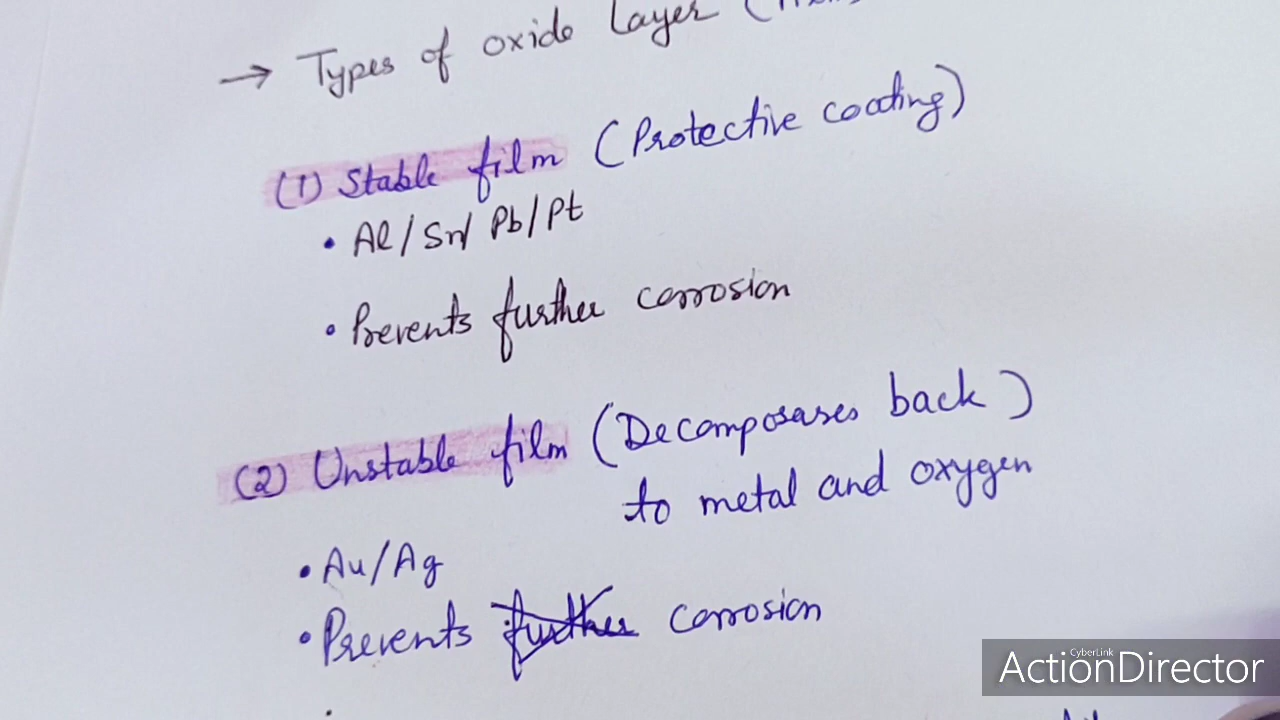 → Types of oxide Layer (
(1) Stable film (Protective coating)
• Al/Sn/ Pb/Pt
• Prevents further corrosion
(2) Unstable film (Decomposases back)
to metal and oxygen
• Au/Ag
• Prevents further corrosion
CyberLink
ActionDirector